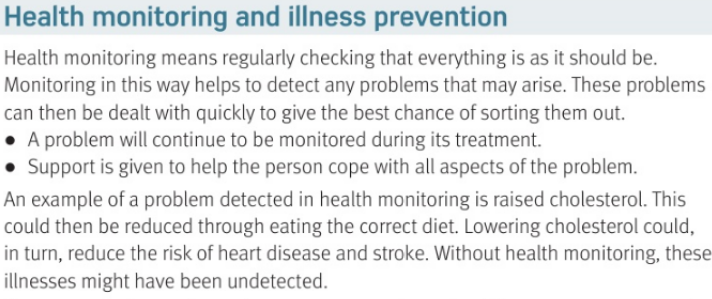 Health monitoring and illness prevention
Health monitoring means regularly checking that everything is as it should be.
Monitoring in this way helps to detect any problems that may arise. These problems
can then be dealt with quickly to give the best chance of sorting them out.
● A problem will continue to be monitored during its treatment.
● Support is given to help the person cope with all aspects of the problem.
An example of a problem detected in health monitoring is raised cholesterol. This
could then be reduced through eating the correct diet. Lowering cholesterol could,
in turn, reduce the risk of heart disease and stroke. Without health monitoring, these
illnesses might have been undetected.